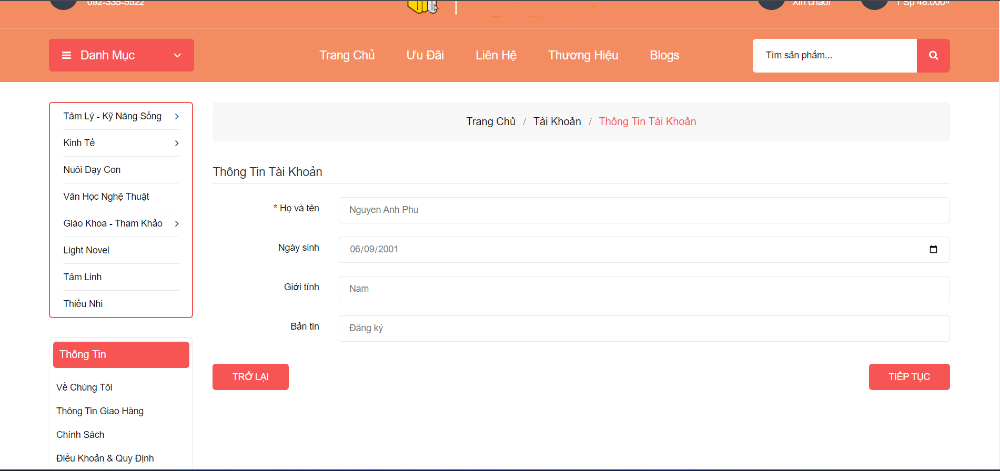 092-335-5522
Xin chào!
1 Sp 48.000₫
Danh Mục
Trang Chủ
Ưu Đãi
Liên Hệ
Thương Hiệu
Blogs
Tìm sản phẩm...
Tâm Lý - Kỹ Năng Sống
Kinh Tế
Nuôi Dạy Con
Văn Học Nghệ Thuật
Giáo Khoa - Tham Khảo
Light Novel
Tâm Linh
Thiếu Nhi
Thông Tin
Về Chúng Tôi
Thông Tin Giao Hàng
Chính Sách
Điều Khoản & Quy Định
Trang Chủ / Tài Khoản / Thông Tin Tài Khoản
Thông Tin Tài Khoản
* Họ và tên
Nguyen Anh Phu
Ngày sinh
06/09/2001
Giới tính
Nam
Bản tin
Đăng ký
TRỞ LẠI
TIẾP TỤC